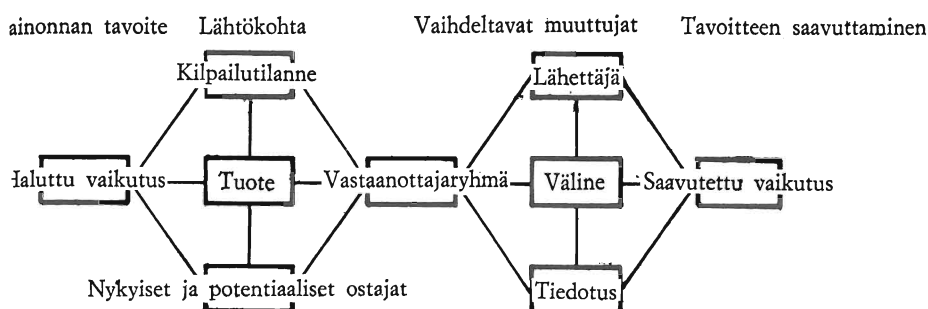 ainonnan tavoite Lähtökohta Vaihdeltavat muuttujat Tavoitteen saavuttaminen
Kilpailutilanne Lähettäjä
Haluttu vaikutus Tuote Vastaanottajaryhmä Väline Saavutettu vaikutus
Nykyiset ja potentiaaliset ostajat Tiedotus